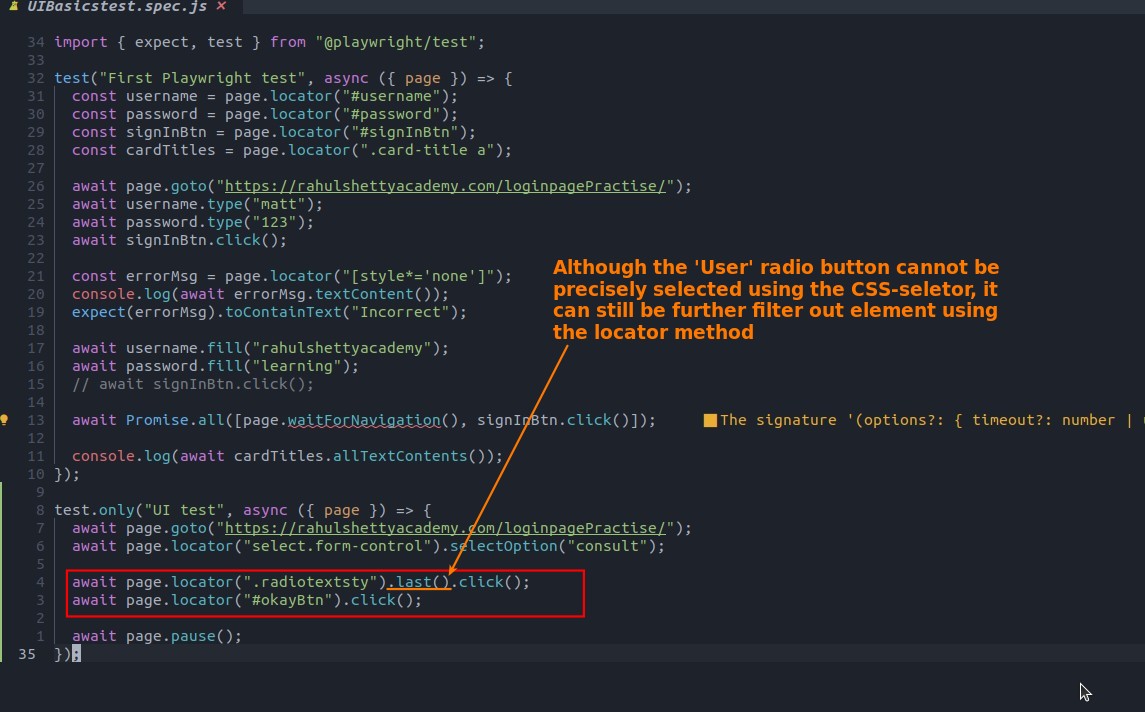 UIBasicstest.spec.js ✕
34 import { expect, test } from "@playwright/test";
33
32 test("First Playwright test", async ({ page }) => {
31 const username = page.locator("#username");
30 const password = page.locator("#password");
29 const signInBtn = page.locator("#signInBtn");
28 const cardTitles = page.locator(".card-title a");
27
26 await page.goto("https://rahulshettyacademy.com/loginpagePractise/");
25 await username.type("matt");
24 await password.type("123");
23 await signInBtn.click();
22
21 const errorMsg = page.locator("[style*='none']");
20 console.log(await errorMsg.textContent());
19 expect(errorMsg).toContainText("Incorrect");
18
17 await username.fill("rahulshettyacademy");
16 await password.fill("learning");
15 // await signInBtn.click();
14
13 await Promise.all([page.waitForNavigation(), signInBtn.click()]); The signature '(options?: { timeout?: number |
12
11 console.log(await cardTitles.allTextContents());
10 });
9
8 test.only("UI test", async ({ page }) => {
7 await page.goto("https://rahulshettyacademy.com/loginpagePractise/");
6 await page.locator("select.form-control").selectOption("consult");
5
4 await page.locator(".radiotextsty").last().click();
3 await page.locator("#okayBtn").click();
2
1 await page.pause();
35 });
Although the 'User' radio button cannot be
precisely selected using the CSS-seletor, it
can still be further filter out element using
the locator method